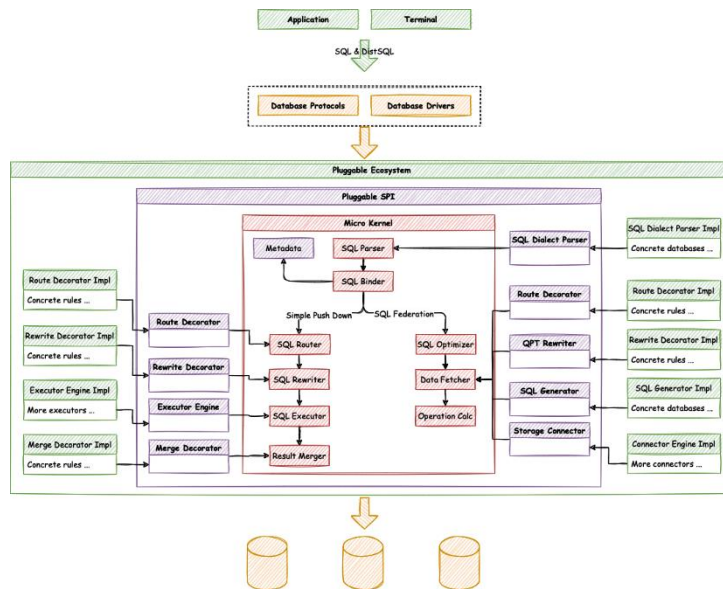 Application
Terminal
SQL & DistSQL
Database Protocols
Database Drivers
Pluggable Ecosystem
Pluggable SPI
Micro Kernel
Metadata
SQL Parser
SQL Binder
Simple Push Down
SQL Federation
SQL Router
SQL Rewriter
SQL Executor
Result Merger
SQL Optimizer
Data Fetcher
Operation Calc
Route Decorator Impl
Concrete rules ...
Rewrite Decorator Impl
Concrete rules ...
Executor Engine Impl
More executors ...
Merge Decorator Impl
Concrete rules ...
Route Decorator
Rewrite Decorator
Executor Engine
Merge Decorator
SQL Dialect Parser
Route Decorator
QPT Rewriter
SQL Generator
Storage Connector
SQL Dialect Parser Impl
Concrete databases ...
Route Decorator Impl
Concrete rules ...
Rewrite Decorator Impl
Concrete rules ...
SQL Generator Impl
Concrete databases ...
Connector Engine Impl
More connectors ...